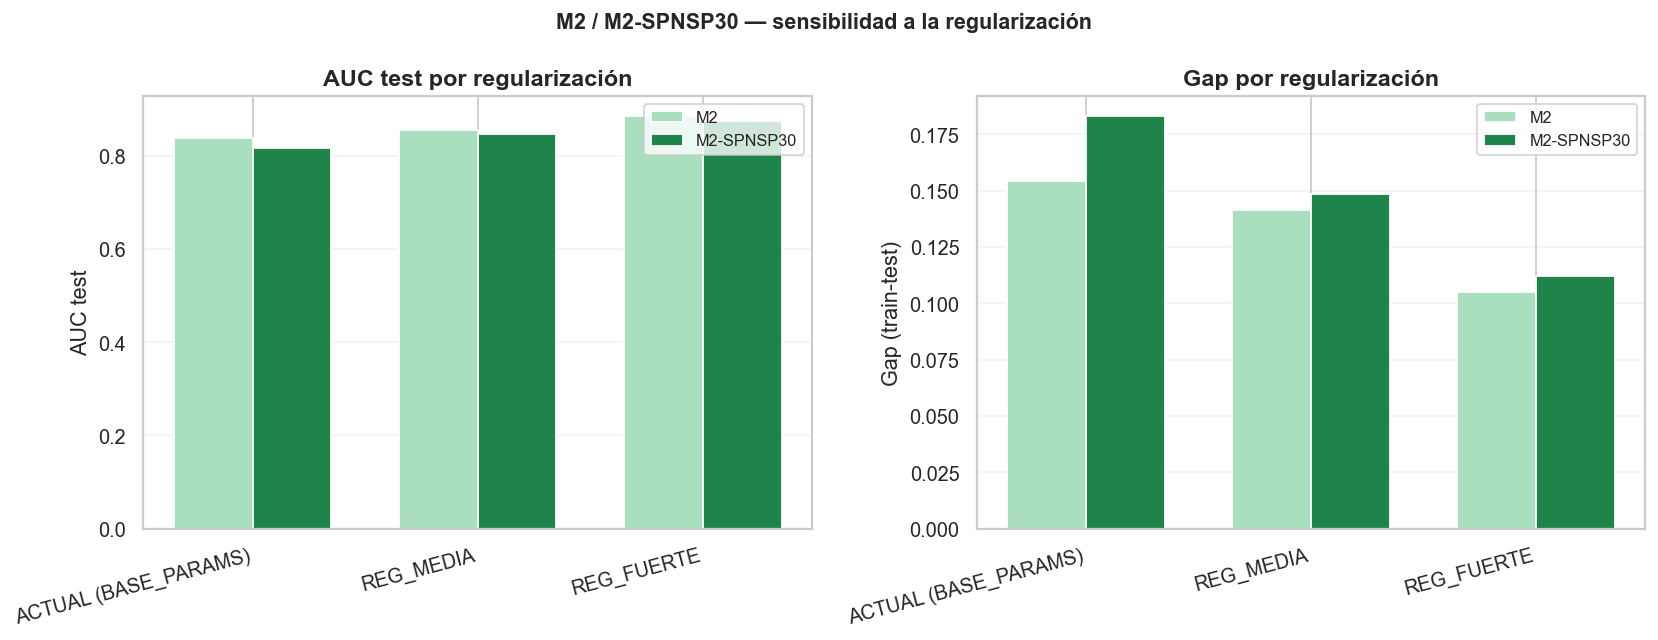 M2 / M2-SPNSP30 — sensibilidad a la regularización
AUC test por regularización
AUC test
0.8
0.6
0.4
0.2
0.0
M2
M2-SPNSP30
ACTUAL (BASE_PARAMS)
REG_MEDIA
REG_FUERTE
Gap por regularización
Gap (train-test)
0.175
0.150
0.125
0.100
0.075
0.050
0.025
0.000
M2
M2-SPNSP30
ACTUAL (BASE_PARAMS)
REG_MEDIA
REG_FUERTE